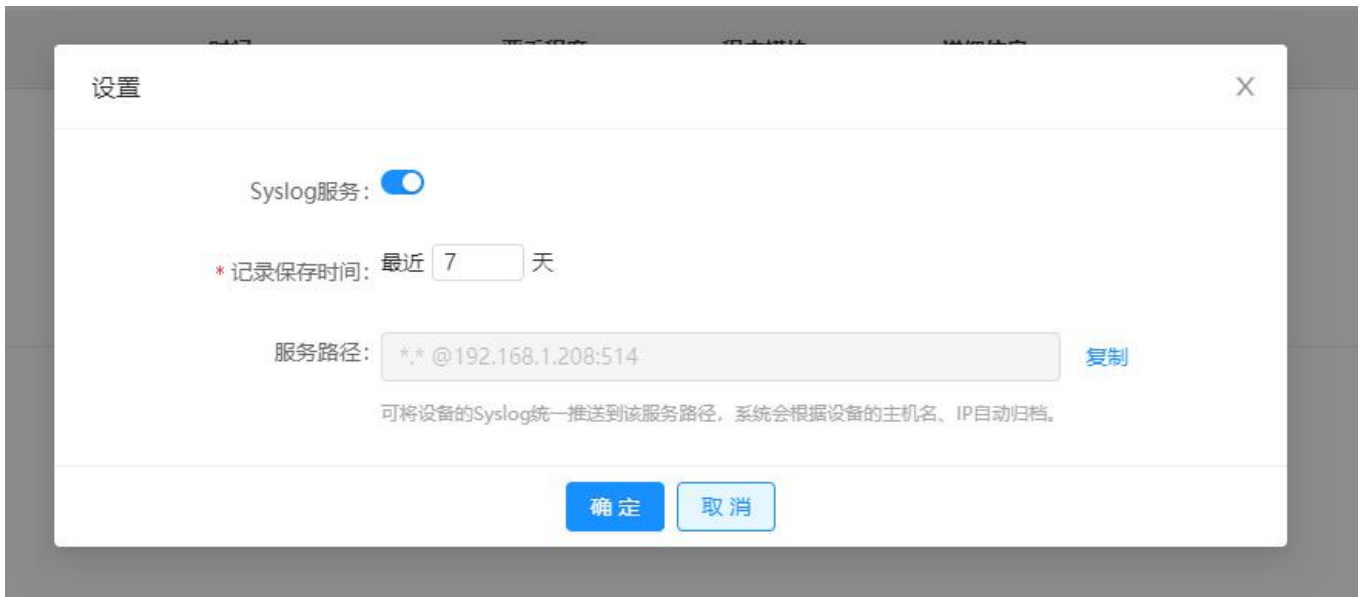 设置
X
Syslog服务:
* 记录保存时间: 最近 7 天
服务路径: *.* @192.168.1.208:514 复制
可将设备的Syslog统一推送到该服务路径，系统会根据设备的主机名、IP自动归档。
确 定 取 消